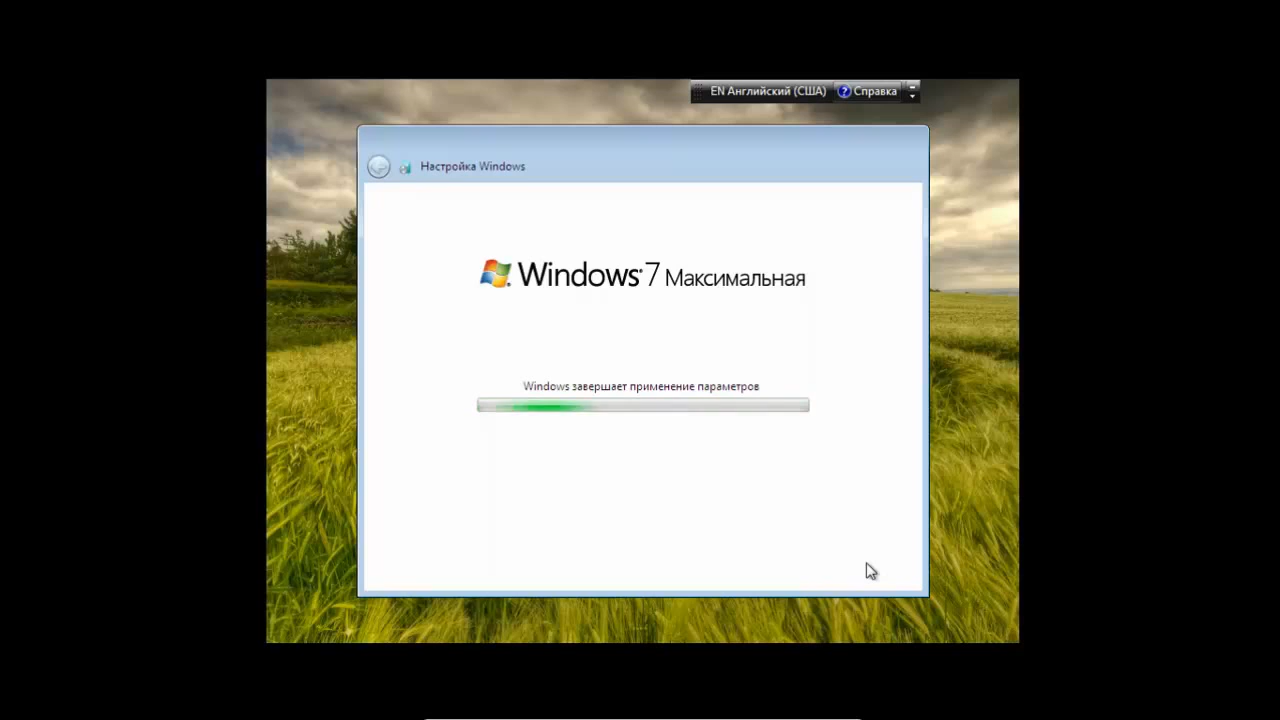 EN Английский (США) ? Справка
Настройка Windows
Windows 7 Максимальная
Windows завершает применение параметров